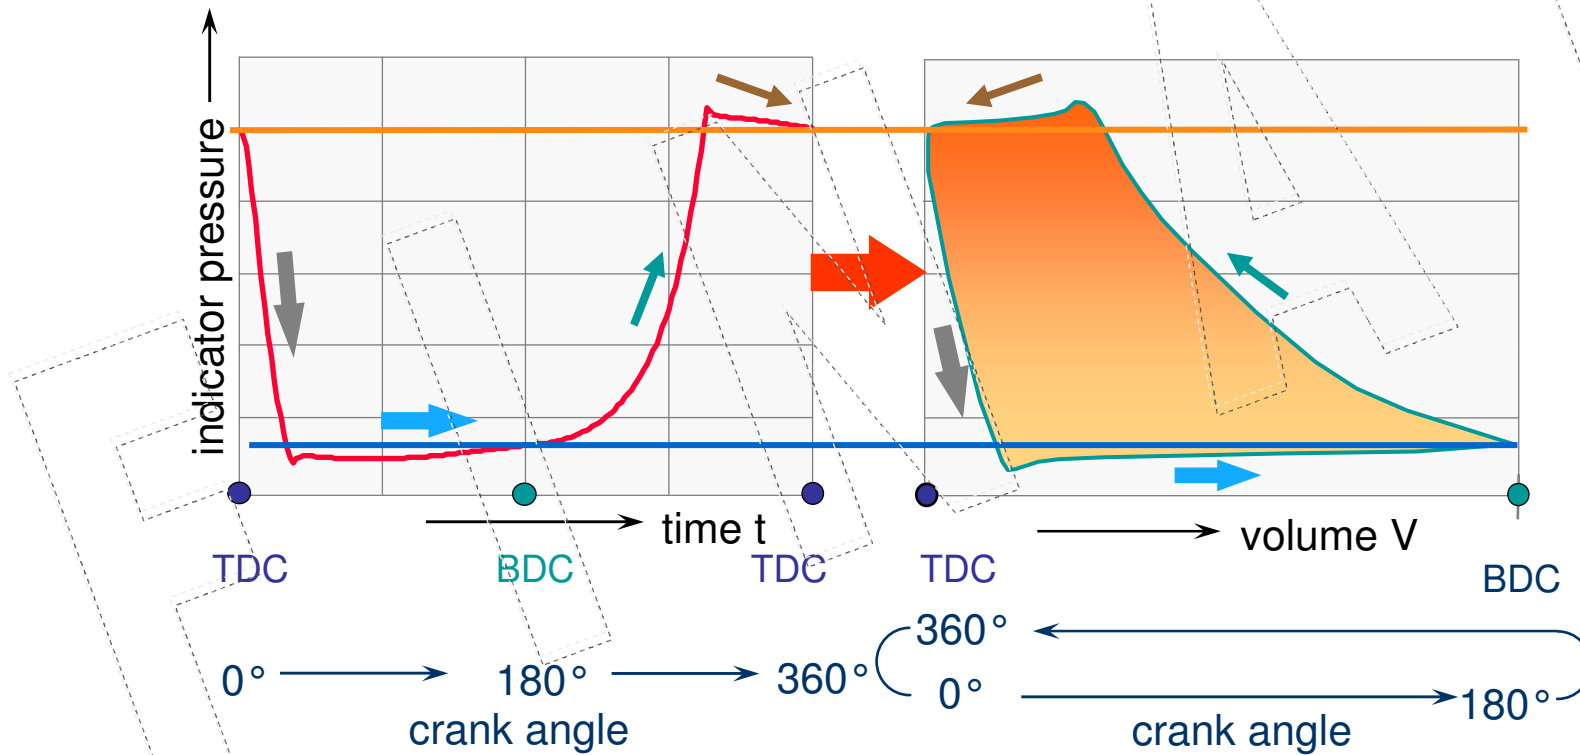 indicator pressure
time t
volume V
TDC
BDC
TDC
TDC
BDC
360°
0° 180° 360°
0° 180°
crank angle
crank angle